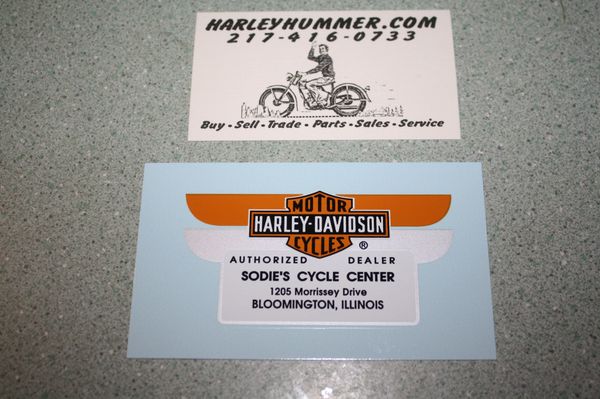 HARLEYHUMMER.COM
217-416-0733
Buy - Sell - Trade - Parts - Sales - Service
MOTOR
HARLEY-DAVIDSON
CYCLES ®
AUTHORIZED DEALER
SODIE'S CYCLE CENTER
1205 Morrissey Drive
BLOOMINGTON, ILLINOIS